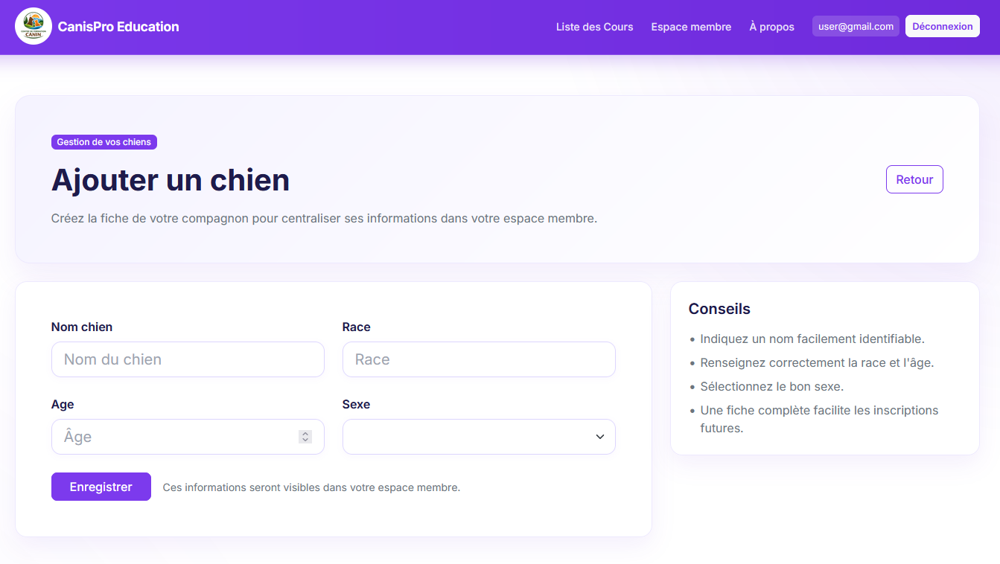 CANIN
CanisPro Education
Liste des Cours
Espace membre
À propos
user@gmail.com
Déconnexion
Gestion de vos chiens
Ajouter un chien
Retour
Créez la fiche de votre compagnon pour centraliser ses informations dans votre espace membre.
Nom chien
Race
Nom du chien
Race
Age
Sexe
Âge
Enregistrer
Ces informations seront visibles dans votre espace membre.
Conseils
Indiquez un nom facilement identifiable.
Renseignez correctement la race et l'âge.
Sélectionnez le bon sexe.
Une fiche complète facilite les inscriptions
futures.